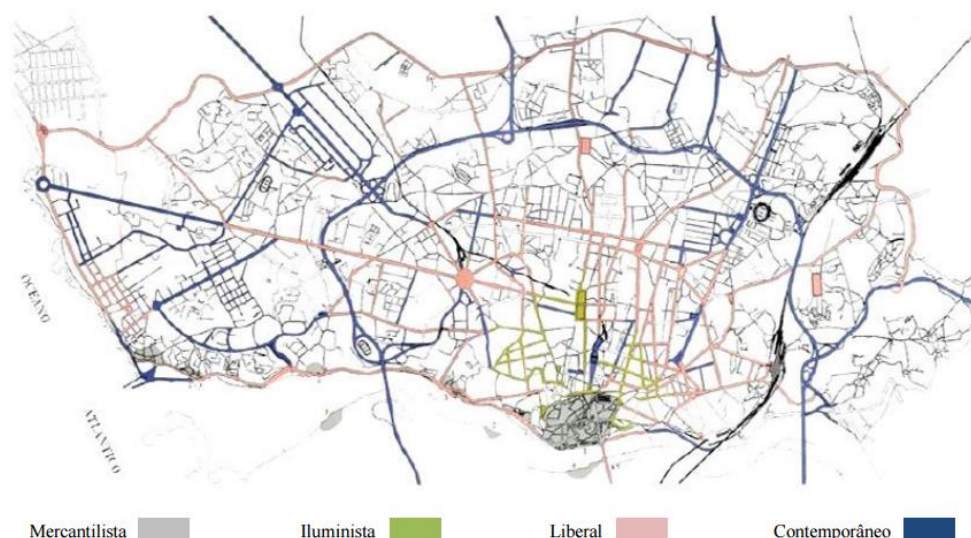 OCEANO
ATLANTICO
Mercantilista
Iluminista
Liberal
Contemporâneo